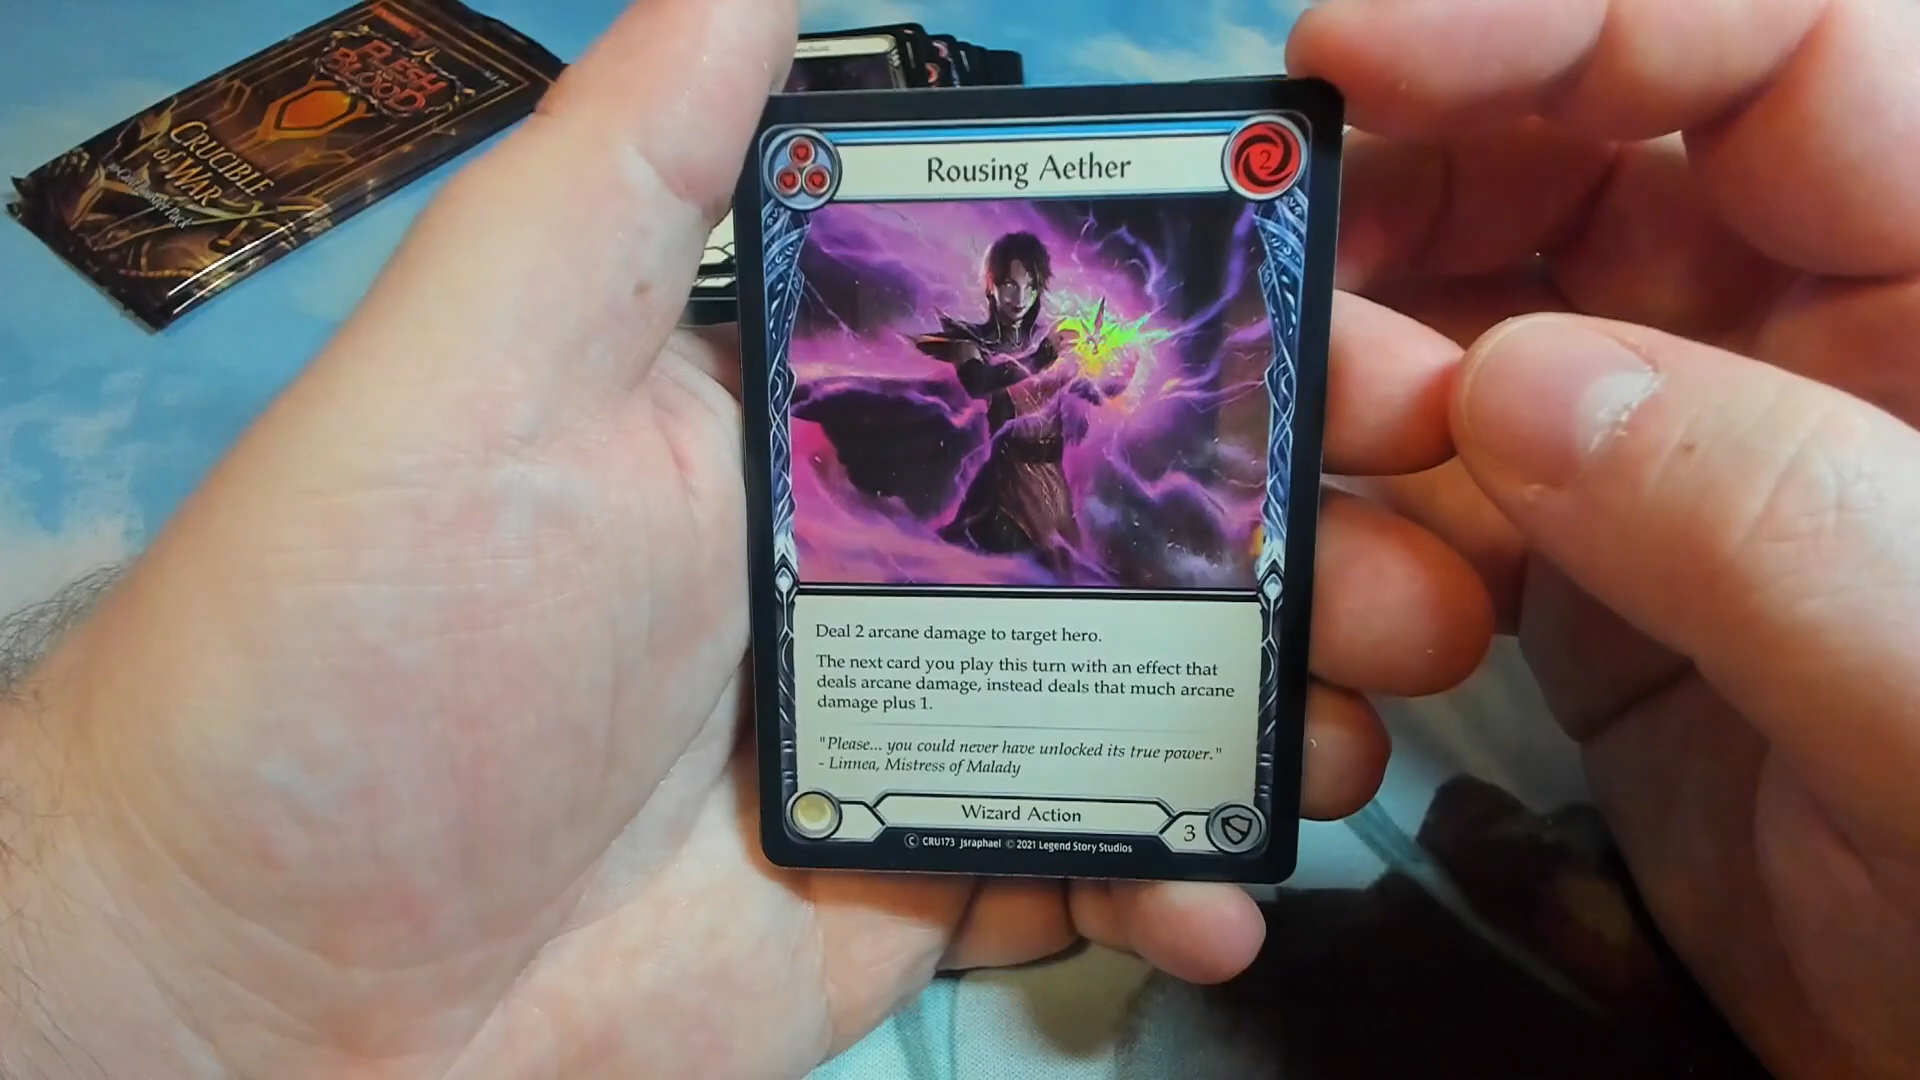 FLESH
AND
BLOOD
CRUCIBLE
of WAR
Rousing Aether
2
Deal 2 arcane damage to target hero.
The next card you play this turn with an effect that
deals arcane damage, instead deals that much arcane
damage plus 1.
"Please... you could never have unlocked its true power."
- Linnea, Mistress of Malady
Wizard Action
3
C CRU173 Jsraphael © 2021 Legend Story Studios